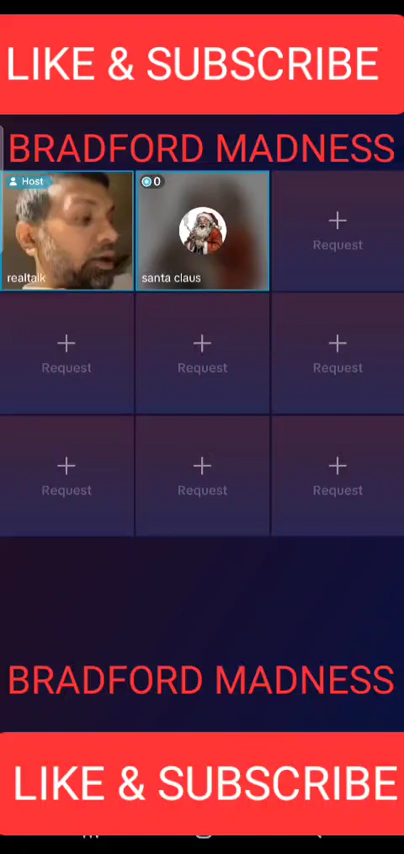 LIKE & SUBSCRIBE
BRADFORD MADNESS
Host
0
realtalk
santa claus
Request
Request
Request
Request
Request
Request
Request
BRADFORD MADNESS
LIKE & SUBSCRIBE